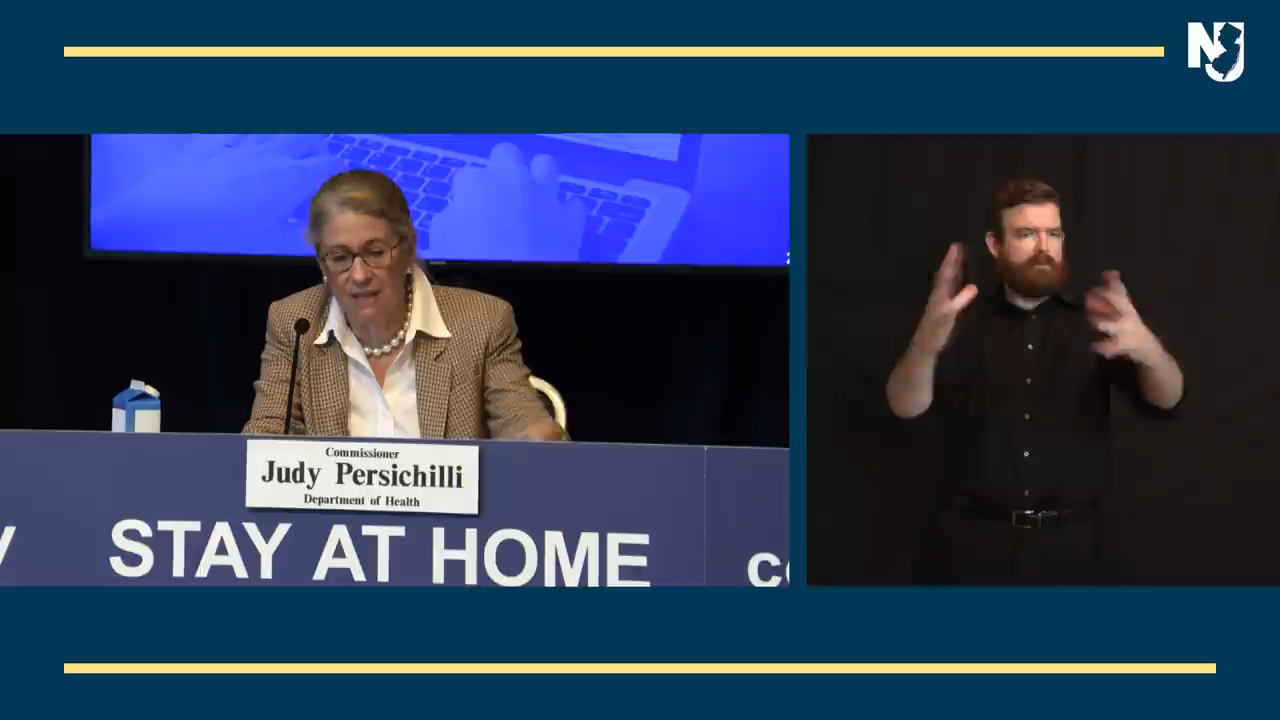 NJ
Commissioner
Judy Persichilli
Department of Health
STAY AT HOME